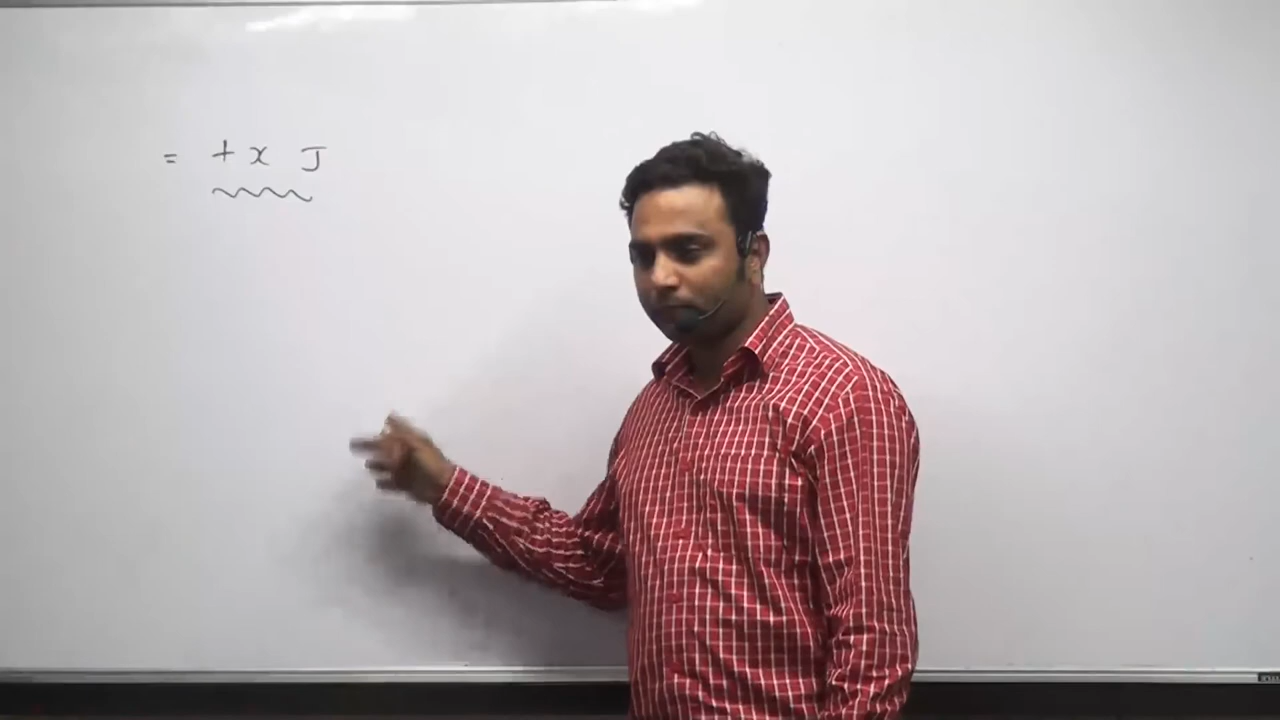 = +x J